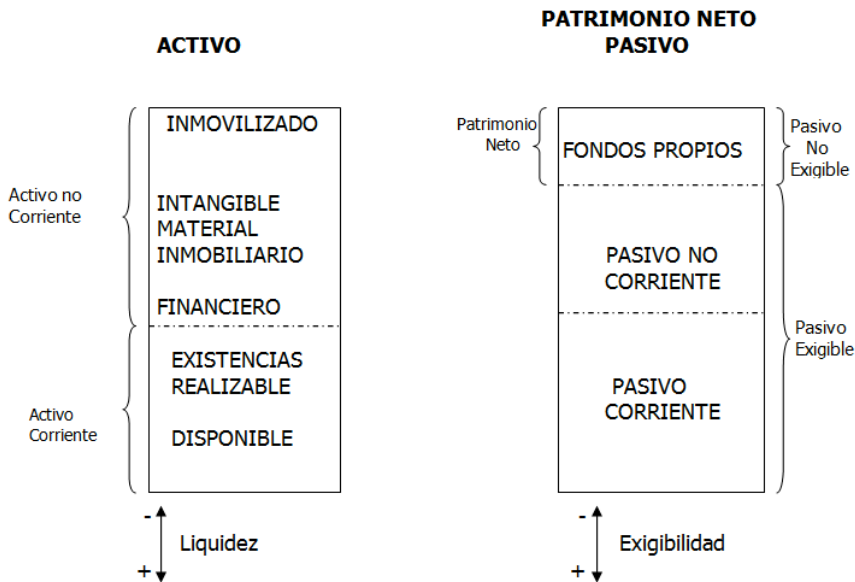 ACTIVO
Activo no
Corriente
INMOVILIZADO
INTANGIBLE
MATERIAL
INMOBILIARIO
FINANCIERO
Activo
Corriente
EXISTENCIAS
REALIZABLE
DISPONIBLE
-
+
Liquidez
PATRIMONIO NETO
PASIVO
Patrimonio
Neto
FONDOS PROPIOS
Pasivo
No
Exigible
PASIVO NO
CORRIENTE
PASIVO
CORRIENTE
Pasivo
Exigible
-
+
Exigibilidad